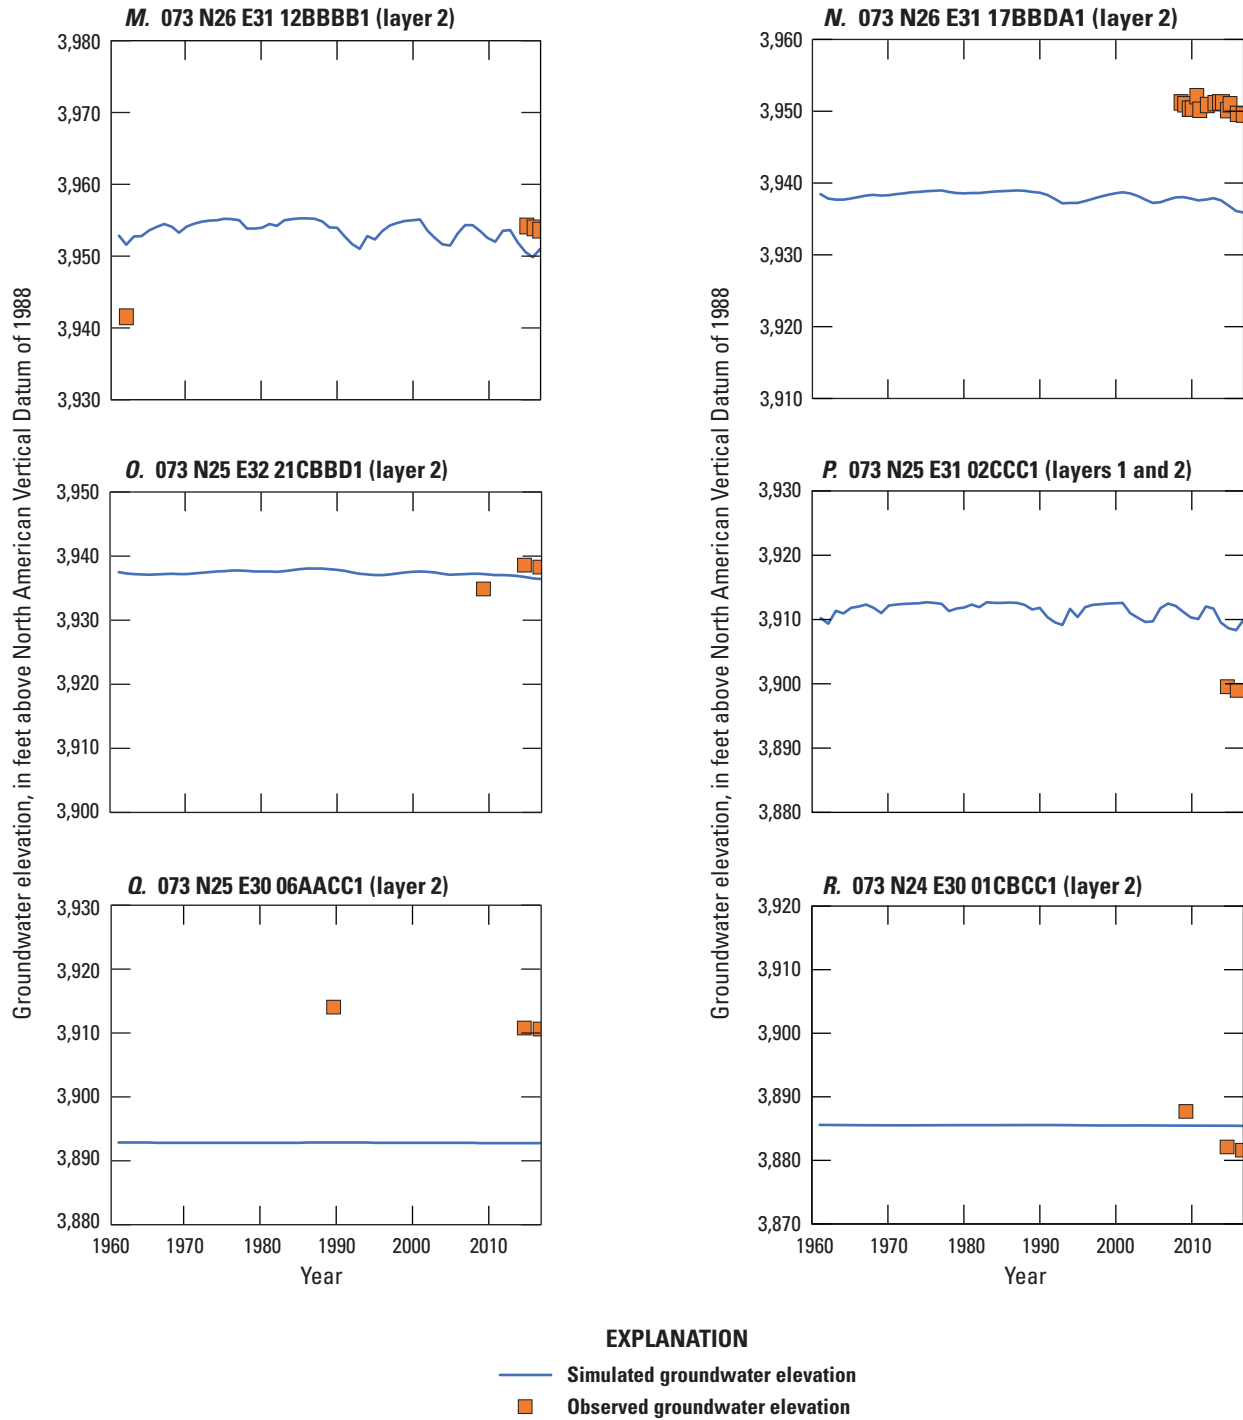 M. 073 N26 E31 12BBBB1 (layer 2)
3,980
3,970
3,960
3,950
3,940
3,930
N. 073 N26 E31 17BBDA1 (layer 2)
3,960
3,950
3,940
3,930
3,920
3,910
O. 073 N25 E32 21CBBD1 (layer 2)
3,950
3,940
3,930
3,920
3,910
3,900
P. 073 N25 E31 02CCC1 (layers 1 and 2)
3,930
3,920
3,910
3,900
3,890
3,880
Q. 073 N25 E30 06AACC1 (layer 2)
3,930
3,920
3,910
3,900
3,890
3,880
1960 1970 1980 1990 2000 2010
Year
R. 073 N24 E30 01CBCC1 (layer 2)
3,920
3,910
3,900
3,890
3,880
3,870
1960 1970 1980 1990 2000 2010
Year
Groundwater elevation, in feet above North American Vertical Datum of 1988
Groundwater elevation, in feet above North American Vertical Datum of 1988
EXPLANATION
Simulated groundwater elevation
Observed groundwater elevation